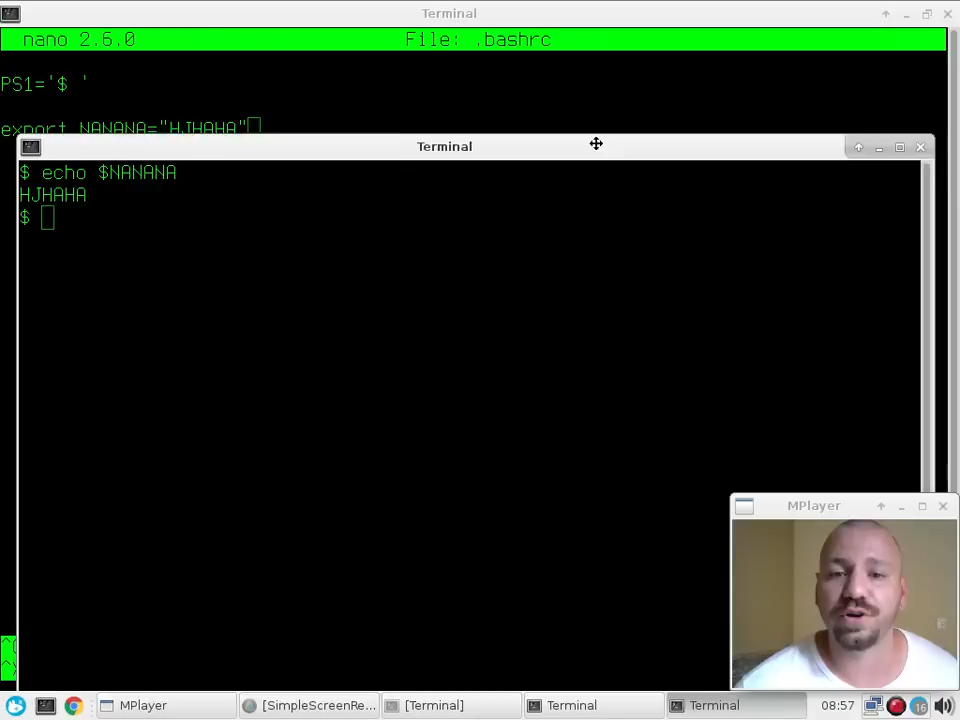 Terminal
nano 2.6.0 File: .bashrc
PS1='$ '
export NANANA="HJHAHA"
Terminal
$ echo $NANANA
HJHAHA
$
MPlayer
MPlayer [SimpleScreenRe... [Terminal] Terminal Terminal 08:57 16